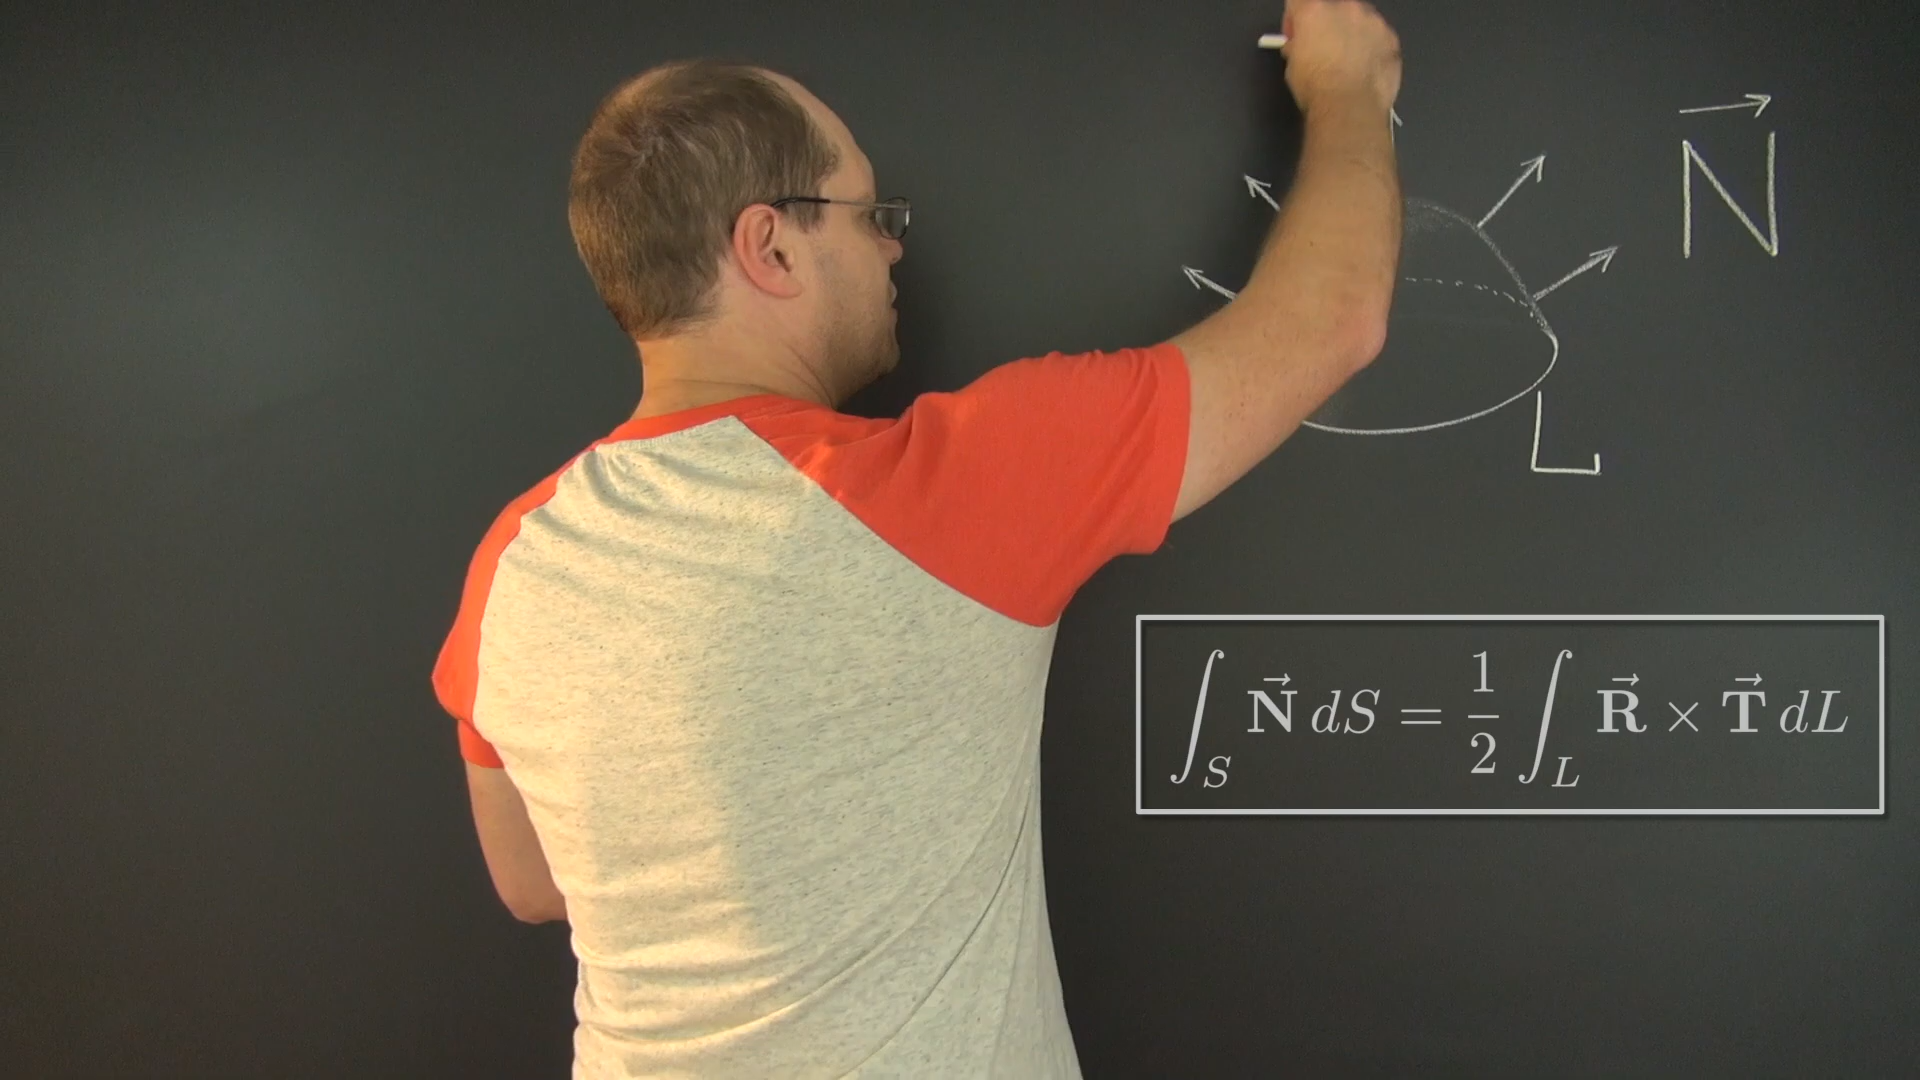 N⃗
L
∫_S N⃗ dS = 1/2 ∫_L R⃗ × T⃗ dL